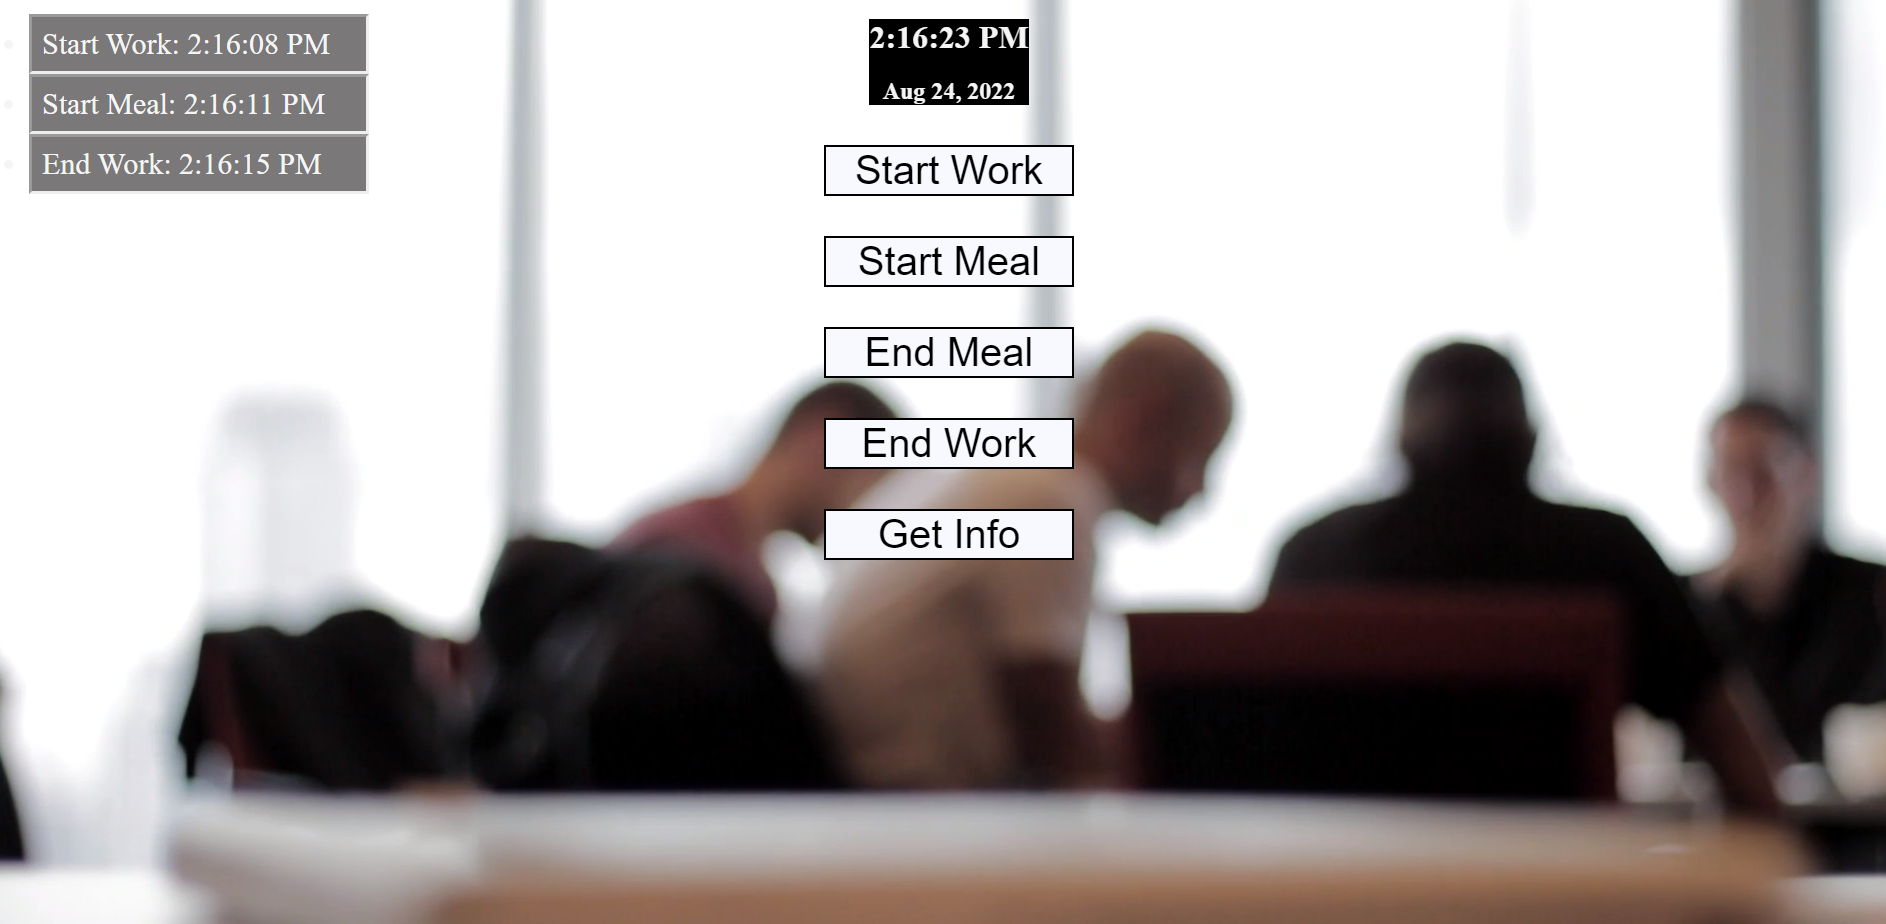 Start Work: 2:16:08 PM
Start Meal: 2:16:11 PM
End Work: 2:16:15 PM
2:16:23 PM
Aug 24, 2022
Start Work
Start Meal
End Meal
End Work
Get Info